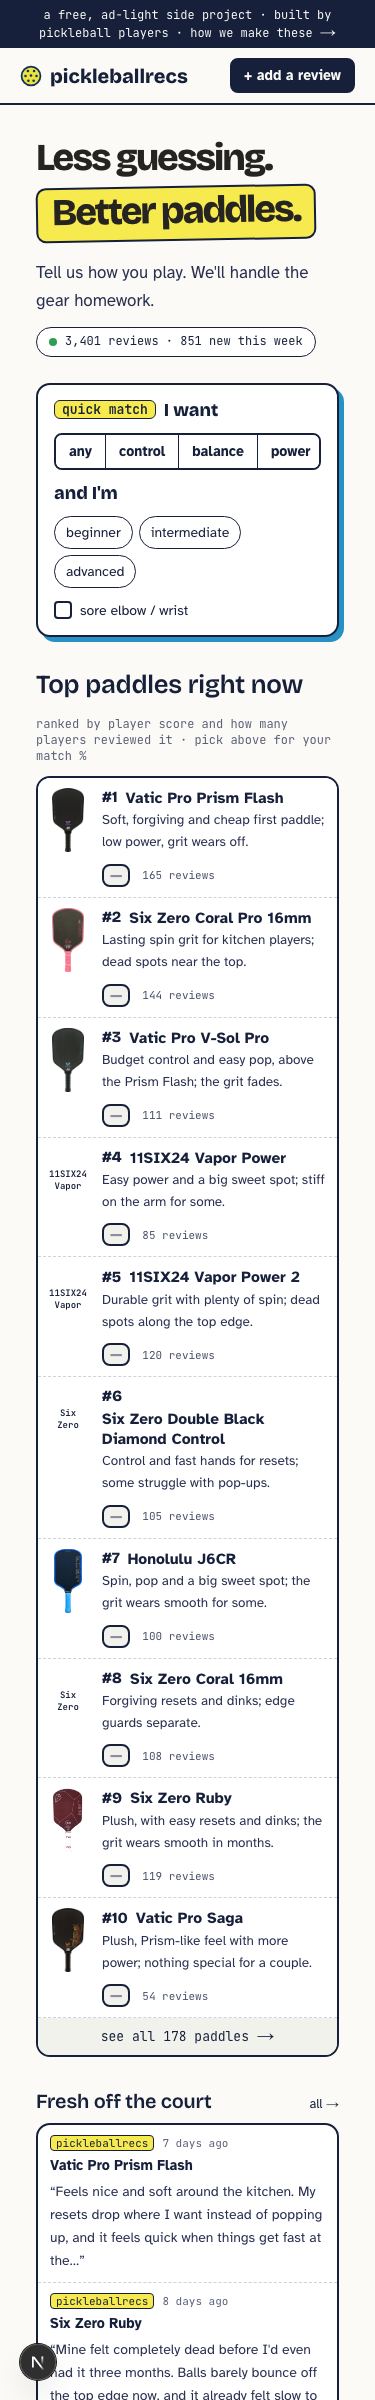 a free, ad-light side project · built by
pickleball players · how we make these →
pickleballrecs
+ add a review
Less guessing.
Better paddles.
Tell us how you play. We'll handle the
gear homework.
3,401 reviews · 851 new this week
quick match I want
any control balance power
and I'm
beginner intermediate
advanced
sore elbow / wrist
Top paddles right now
ranked by player score and how many
players reviewed it · pick above for your
match %
#1 Vatic Pro Prism Flash
Soft, forgiving and cheap first paddle;
low power, grit wears off.
— 165 reviews
#2 Six Zero Coral Pro 16mm
Lasting spin grit for kitchen players;
dead spots near the top.
— 144 reviews
#3 Vatic Pro V-Sol Pro
Budget control and easy pop, above
the Prism Flash; the grit fades.
— 111 reviews
11SIX24
Vapor
#4 11SIX24 Vapor Power
Easy power and a big sweet spot; stiff
on the arm for some.
— 85 reviews
11SIX24
Vapor
#5 11SIX24 Vapor Power 2
Durable grit with plenty of spin; dead
spots along the top edge.
— 120 reviews
Six
Zero
#6
Six Zero Double Black
Diamond Control
Control and fast hands for resets;
some struggle with pop-ups.
— 105 reviews
#7 Honolulu J6CR
Spin, pop and a big sweet spot; the
grit wears smooth for some.
— 100 reviews
Six
Zero
#8 Six Zero Coral 16mm
Forgiving resets and dinks; edge
guards separate.
— 108 reviews
#9 Six Zero Ruby
Plush, with easy resets and dinks; the
grit wears smooth in months.
— 119 reviews
#10 Vatic Pro Saga
Plush, Prism-like feel with more
power; nothing special for a couple.
— 54 reviews
see all 178 paddles →
Fresh off the court
all →
pickleballrecs 7 days ago
Vatic Pro Prism Flash
“Feels nice and soft around the kitchen. My
resets drop where I want instead of popping
up, and it feels quick when things get fast at
the…”
pickleballrecs 8 days ago
Six Zero Ruby
“Mine felt completely dead before I'd even
had it three months. Balls barely bounce off
the top edge now, and it already felt slow to
N